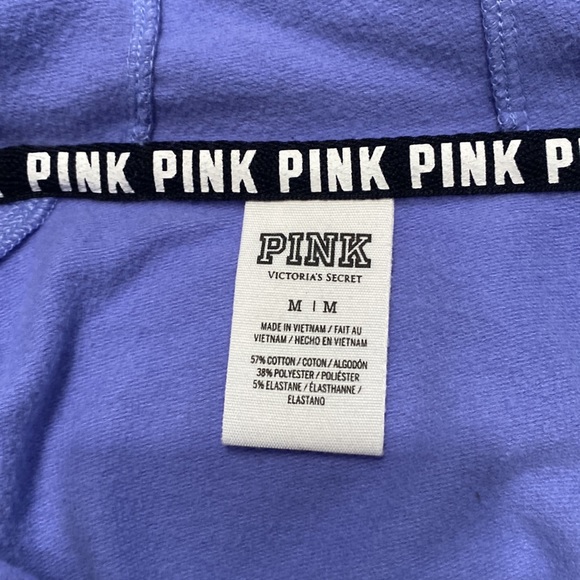 K PINK PINK PINK PINK PINK
PINK
VICTORIA'S SECRET
M | M
MADE IN VIETNAM / FAIT AU
VIETNAM / HECHO EN VIETNAM
57% COTTON / COTON / ALGODÓN
38% POLYESTER / POLIÉSTER
5% ELASTANE / ÉLASTHANNE /
ELASTANO